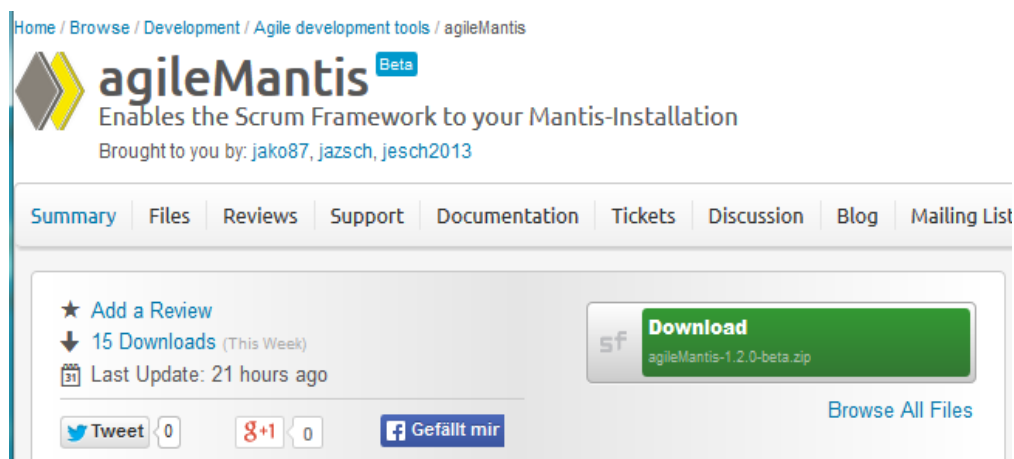 Home / Browse / Development / Agile development tools / agileMantis
agileMantis Beta
Enables the Scrum Framework to your Mantis-Installation
Brought to you by: jako87, jazsch, jesch2013
Summary Files Reviews Support Documentation Tickets Discussion Blog Mailing List
Add a Review
15 Downloads (This Week)
31 Last Update: 21 hours ago
sf Download
agileMantis-1.2.0-beta.zip
Browse All Files
Tweet 0 g+1 0 f Gefällt mir